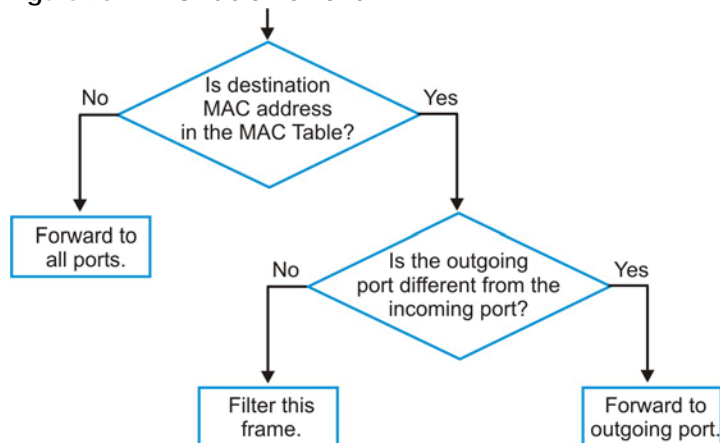 Is destination
MAC address
in the MAC Table?
No
Yes
Forward to
all ports.
Is the outgoing
port different from the
incoming port?
No
Yes
Filter this
frame.
Forward to
outgoing port.